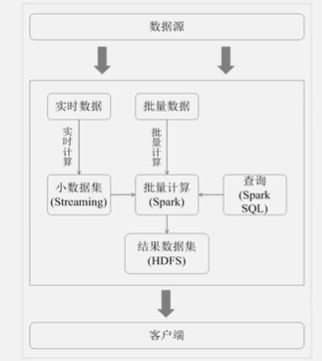 数据源
实时数据
批量数据
实时计算
批量计算
小数据集
(Streaming)
批量计算
(Spark)
查询
(Spark
SQL)
结果数据集
(HDFS)
客户端